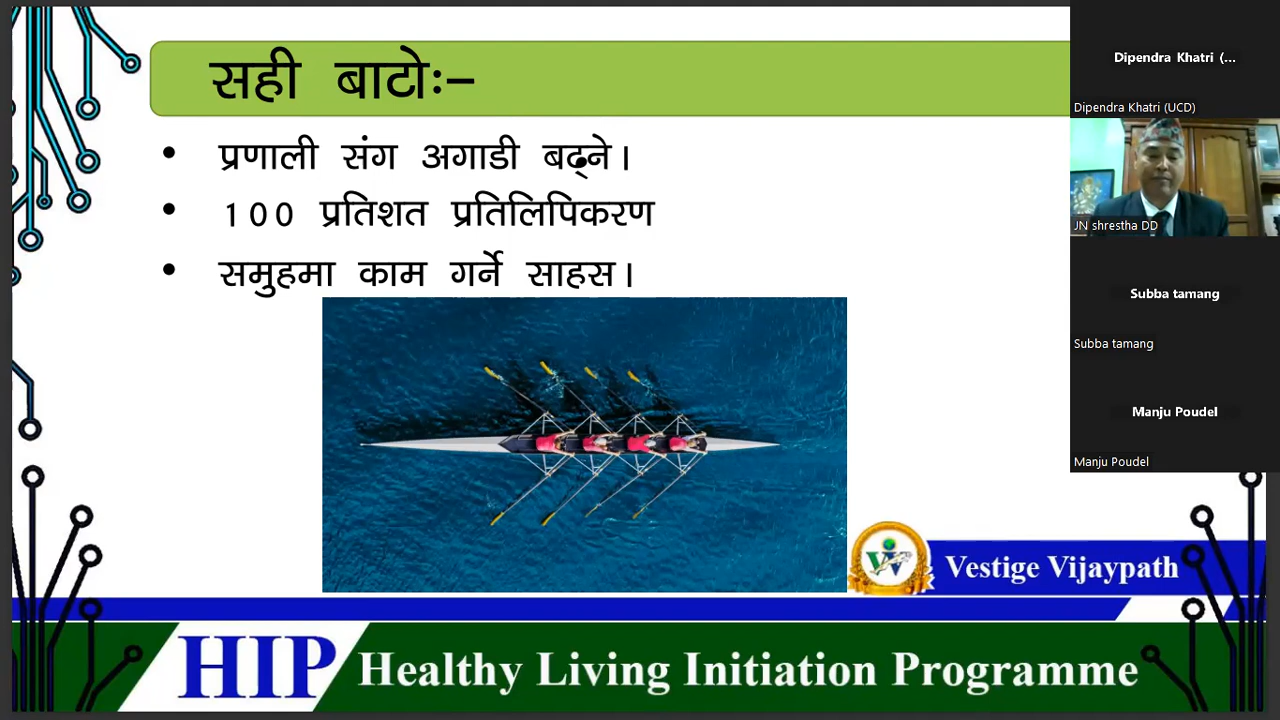 सही बाटोः–
• प्रणाली संग अगाडी बढ्ने।
• 100 प्रतिशत प्रतिलिपिकरण
• समुहमा काम गर्ने साहस।
Dipendra Khatri (...
Dipendra Khatri (UCD)
JN shrestha DD
Subba tamang
Subba tamang
Manju Poudel
Manju Poudel
Vestige Vijaypath
HIP Healthy Living Initiation Programme